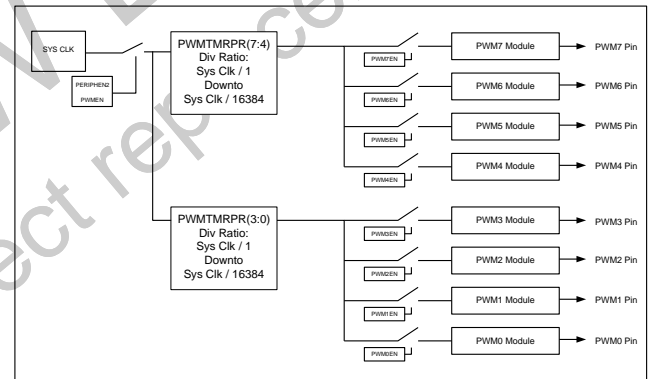 SYS CLK
PERIPHEN2
PWMEN
PWMTMRPR(7:4)
Div Ratio:
Sys Clk / 1
Downto
Sys Clk / 16384
PWM7EN
PWM7 Module
PWM7 Pin
PWM6EN
PWM6 Module
PWM6 Pin
PWM5EN
PWM5 Module
PWM5 Pin
PWM4EN
PWM4 Module
PWM4 Pin
PWMTMRPR(3:0)
Div Ratio:
Sys Clk / 1
Downto
Sys Clk / 16384
PWM3EN
PWM3 Module
PWM3 Pin
PWM2EN
PWM2 Module
PWM2 Pin
PWM1EN
PWM1 Module
PWM1 Pin
PWM0EN
PWM0 Module
PWM0 Pin